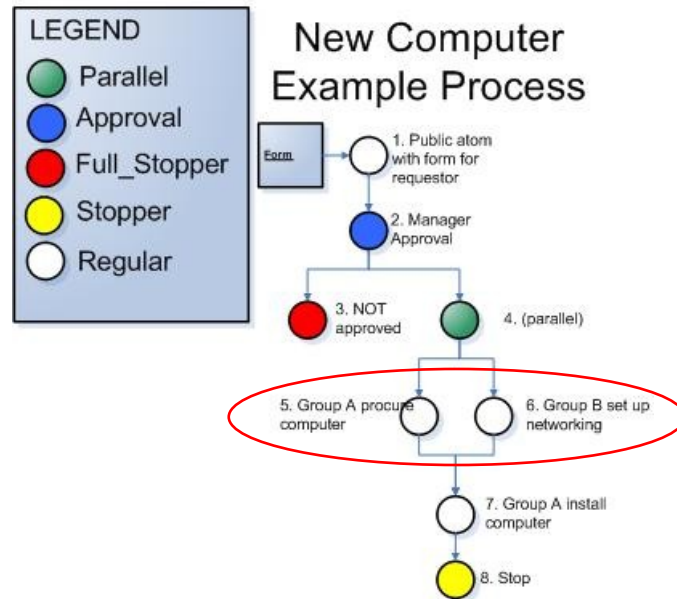 LEGEND
Parallel
Approval
Full_Stopper
Stopper
Regular
New Computer
Example Process
Form
1. Public atom
with form for
requestor
2. Manager
Approval
3. NOT
approved
4. (parallel)
5. Group A procure
computer
6. Group B set up
networking
7. Group A install
computer
8. Stop